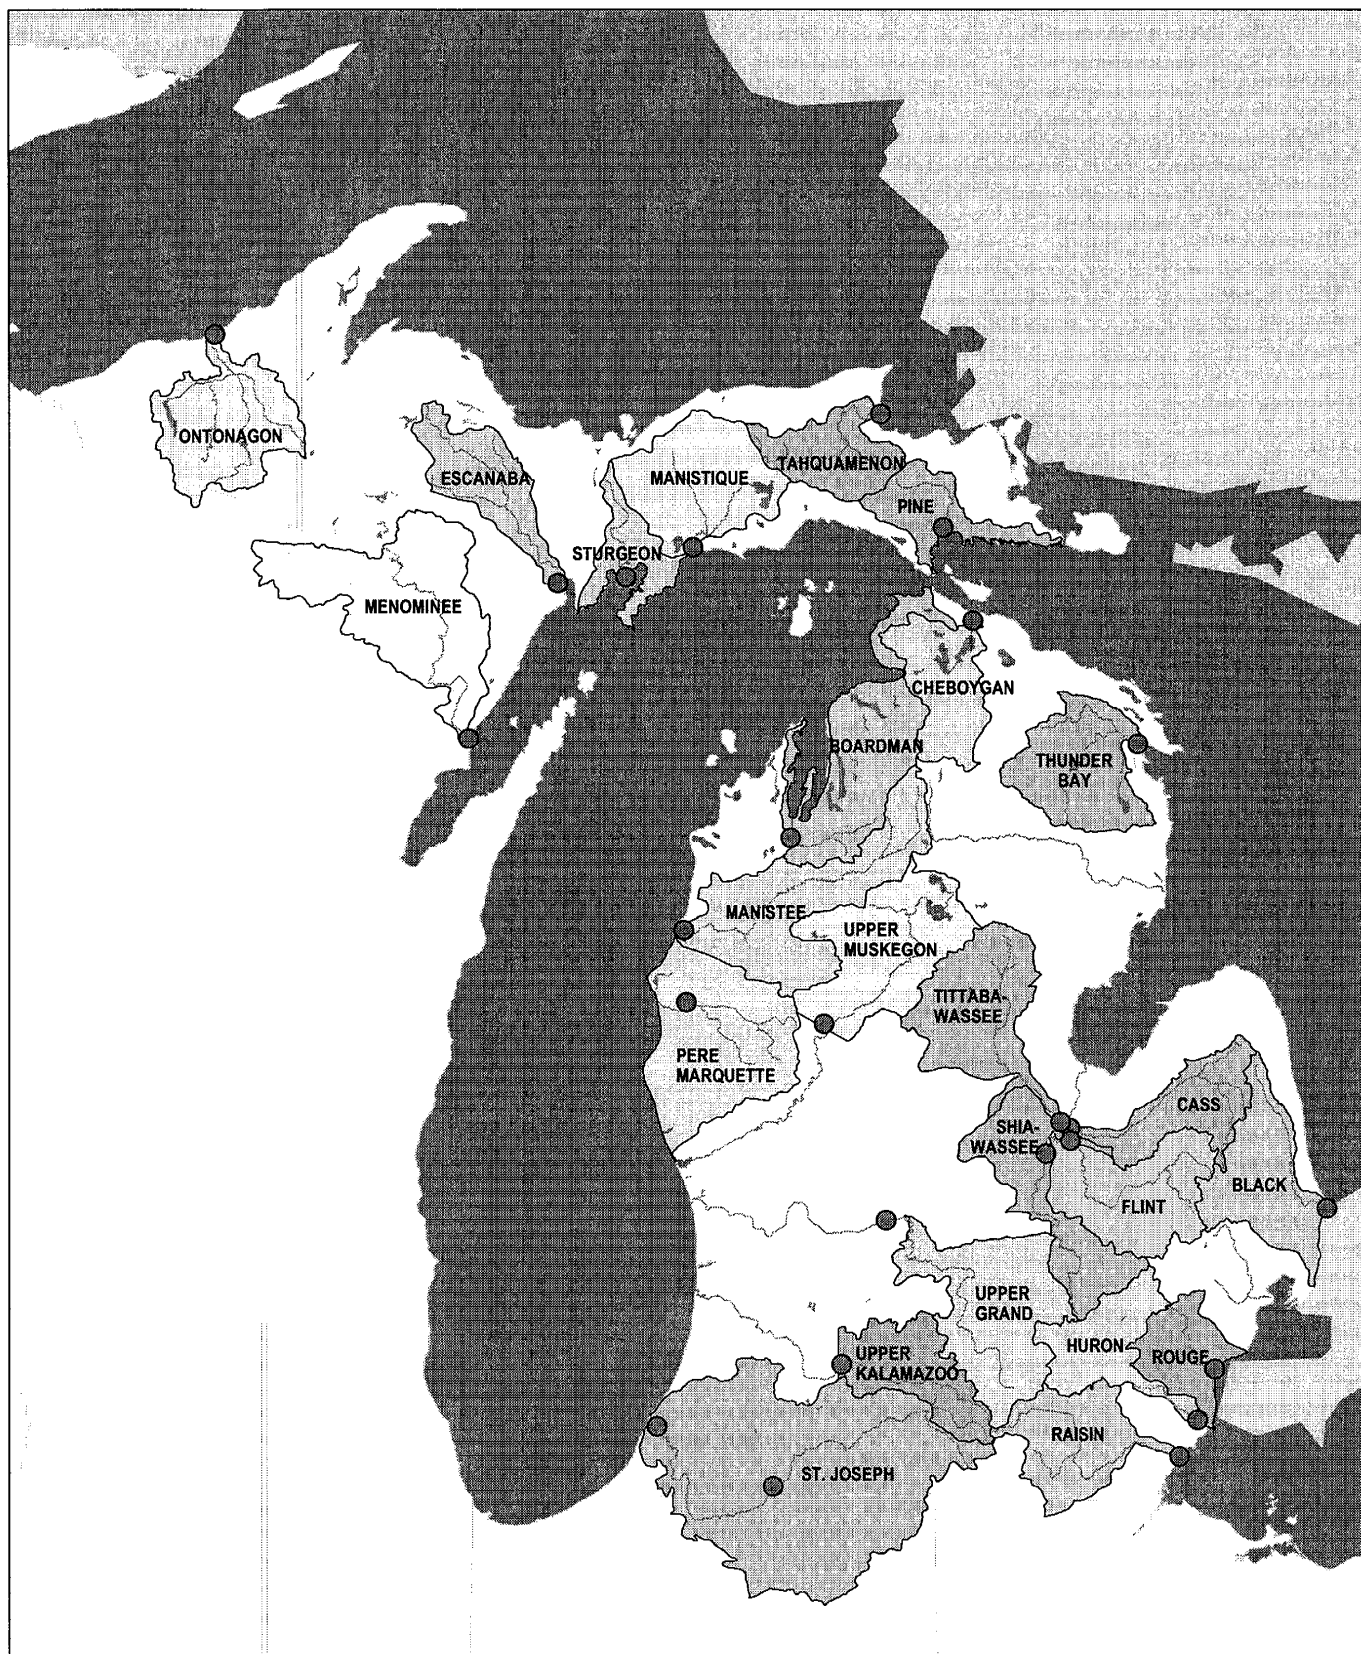 ONTONAGON
ESCANABA
MANISTIQUE
TAHQUAMENON
PINE
STURGEON
MENOMINEE
CHEBOYGAN
BOARDMAN
THUNDER
BAY
MANISTEE
UPPER
MUSKEGON
TITTABA-
WASSEE
PERE
MARQUETTE
CASS
SHIA-
WASSEE
BLACK
FLINT
UPPER
GRAND
HURON
ROUGE
UPPER
KALAMAZOO
RAISIN
ST. JOSEPH